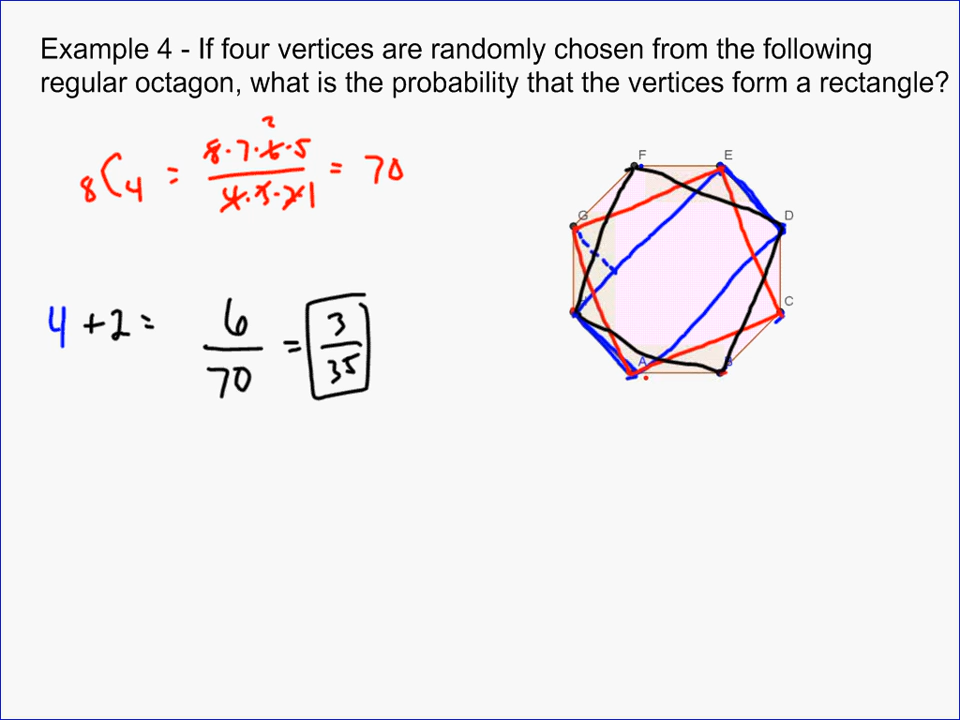 Example 4 - If four vertices are randomly chosen from the following
regular octagon, what is the probability that the vertices form a rectangle?
8C4 = 8·7·6·5 / 4·3·2·1 = 70
2
F E
G D
C
A B
4 + 2 = 6/70 = 3/35